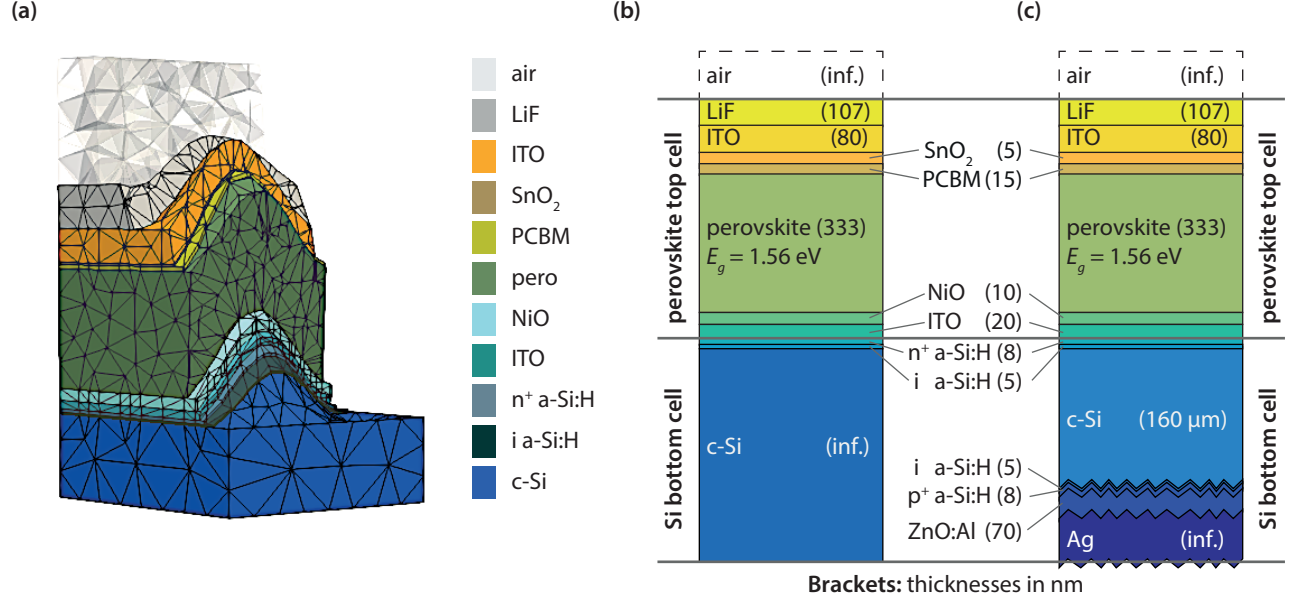 (a)
air
LiF
ITO
SnO₂
PCBM
pero
NiO
ITO
n⁺ a-Si:H
i a-Si:H
c-Si
(b)
(c)
perovskite top cell
Si bottom cell
air (inf.)
LiF (107)
ITO (80)
SnO₂ (5)
PCBM (15)
perovskite (333)
E_g = 1.56 eV
NiO (10)
ITO (20)
n⁺ a-Si:H (8)
i a-Si:H (5)
c-Si (inf.)
air (inf.)
LiF (107)
ITO (80)
perovskite (333)
E_g = 1.56 eV
c-Si (160 µm)
i a-Si:H (5)
p⁺ a-Si:H (8)
ZnO:Al (70)
Ag (inf.)
perovskite top cell
Si bottom cell
Brackets: thicknesses in nm